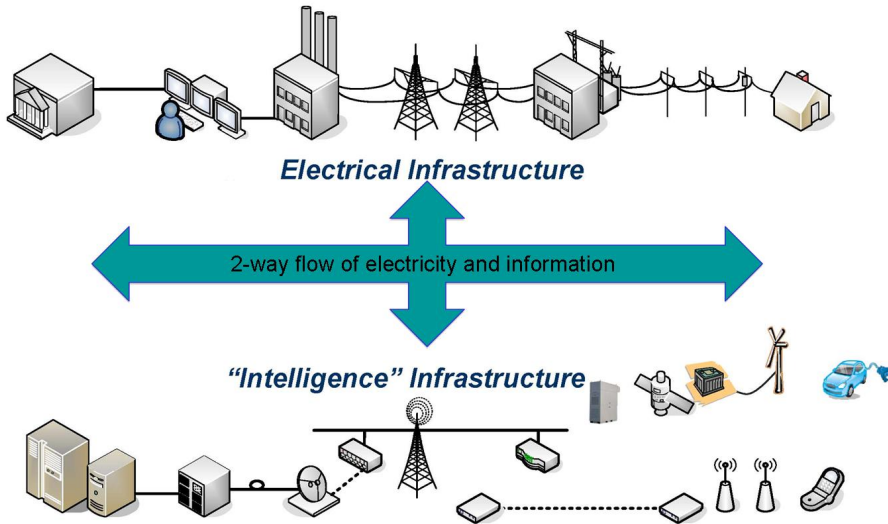 Electrical Infrastructure
2-way flow of electricity and information
“Intelligence” Infrastructure